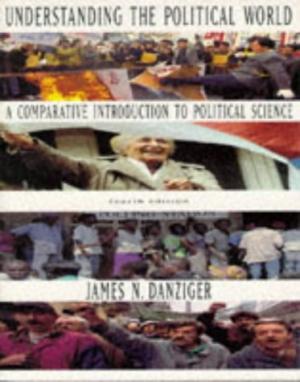 UNDERSTANDING THE POLITICAL WORLD
A COMPARATIVE INTRODUCTION TO POLITICAL SCIENCE
FOURTH EDITION
JAMES N. DANZIGER